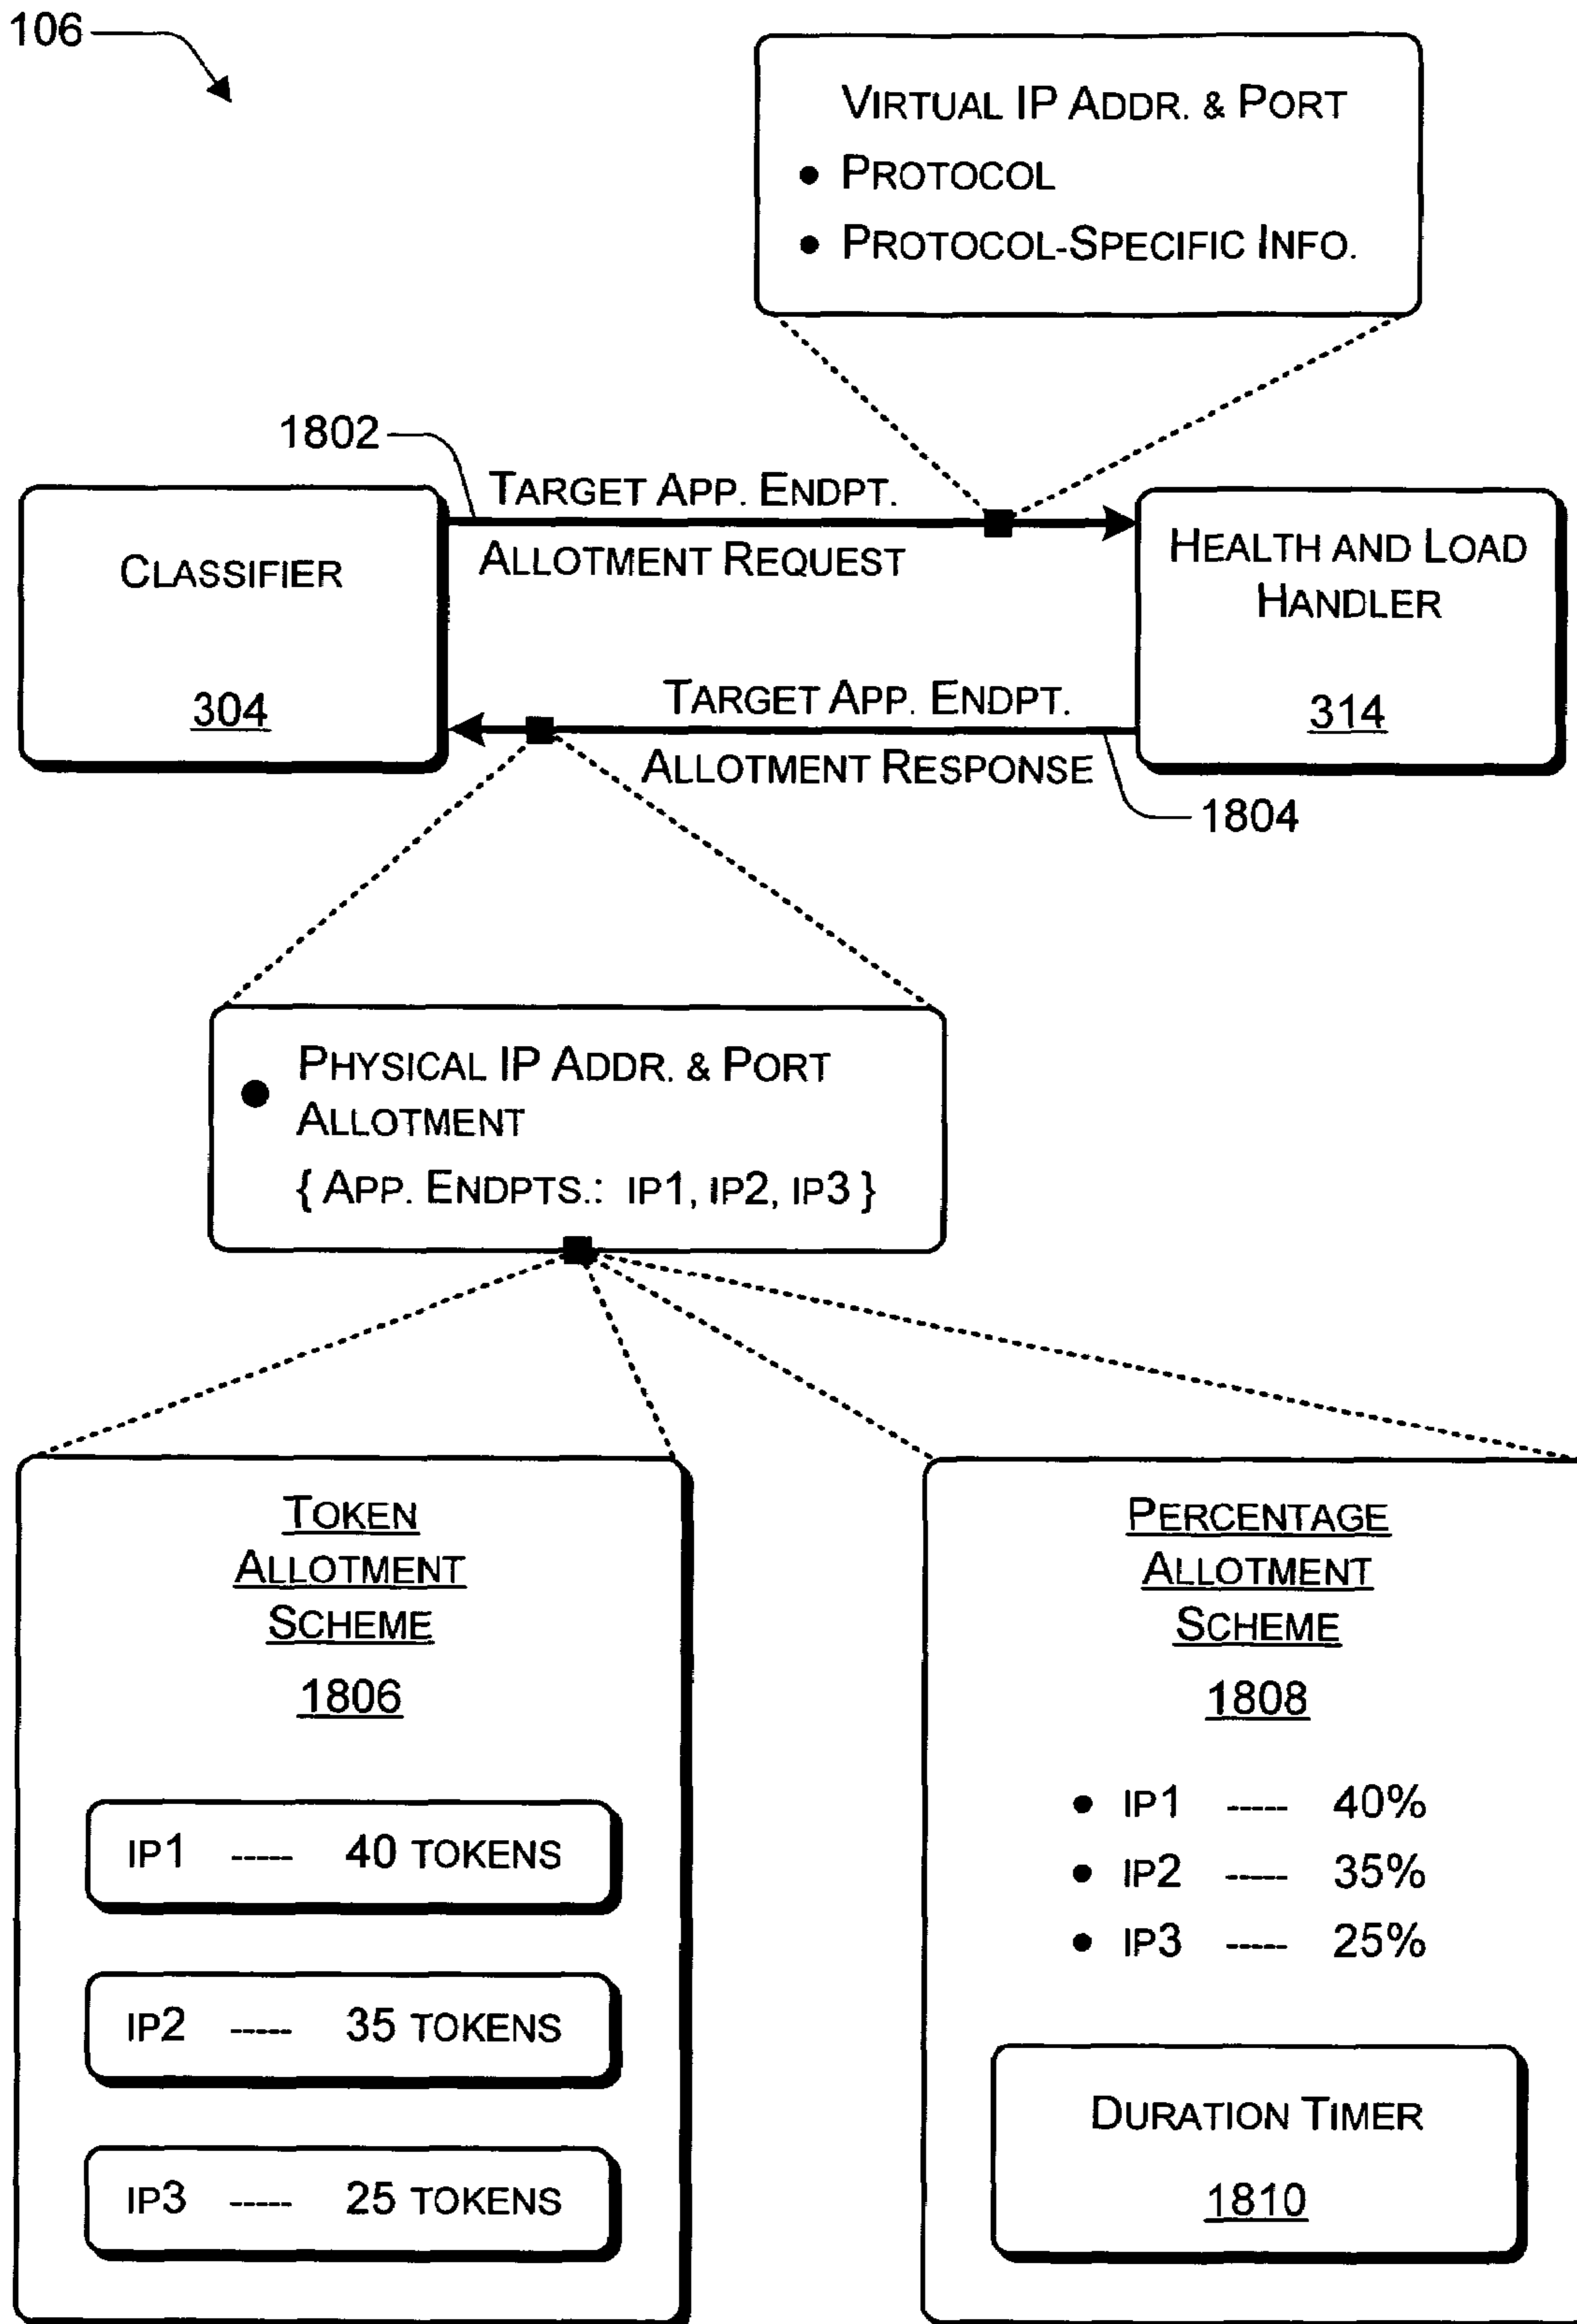 106
VIRTUAL IP ADDR. & PORT
• PROTOCOL
• PROTOCOL-SPECIFIC INFO.
1802
TARGET APP. ENDPT.
ALLOTMENT REQUEST
CLASSIFIER
304
HEALTH AND LOAD
HANDLER
314
TARGET APP. ENDPT.
ALLOTMENT RESPONSE
1804
• PHYSICAL IP ADDR. & PORT
ALLOTMENT
{ APP. ENDPTS.: IP1, IP2, IP3 }
TOKEN
ALLOTMENT
SCHEME
1806
IP1 ----- 40 TOKENS
IP2 ----- 35 TOKENS
IP3 ----- 25 TOKENS
PERCENTAGE
ALLOTMENT
SCHEME
1808
• IP1 ----- 40%
• IP2 ----- 35%
• IP3 ----- 25%
DURATION TIMER
1810